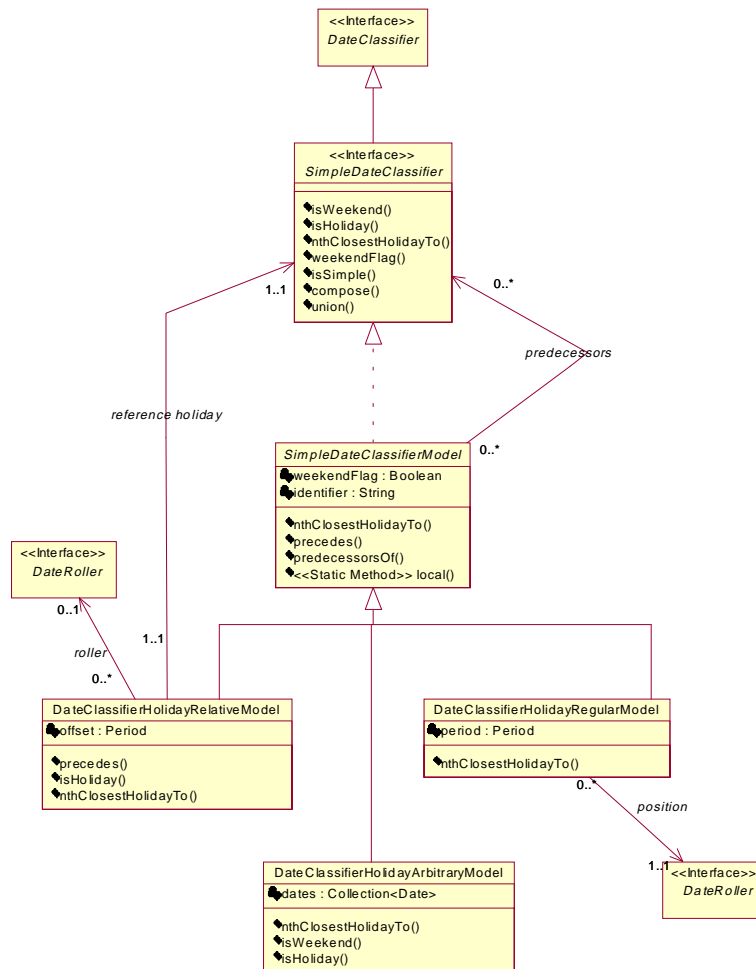 <<Interface>>
DateClassifier
<<Interface>>
SimpleDateClassifier
isWeekend()
isHoliday()
nthClosestHolidayTo()
weekendFlag()
isSimple()
compose()
union()
1..1
0..*
predecessors
reference holiday
0..*
SimpleDateClassifierModel
weekendFlag : Boolean
identifier : String
nthClosestHolidayTo()
precedes()
predecessorsOf()
<<Static Method>> local()
<<Interface>>
DateRoller
0..1
1..1
roller
0..*
DateClassifierHolidayRelativeModel
offset : Period
precedes()
isHoliday()
nthClosestHolidayTo()
DateClassifierHolidayRegularModel
period : Period
nthClosestHolidayTo()
0..*
position
1..1
<<Interface>>
DateRoller
DateClassifierHolidayArbitraryModel
dates : Collection<Date>
nthClosestHolidayTo()
isWeekend()
isHoliday()